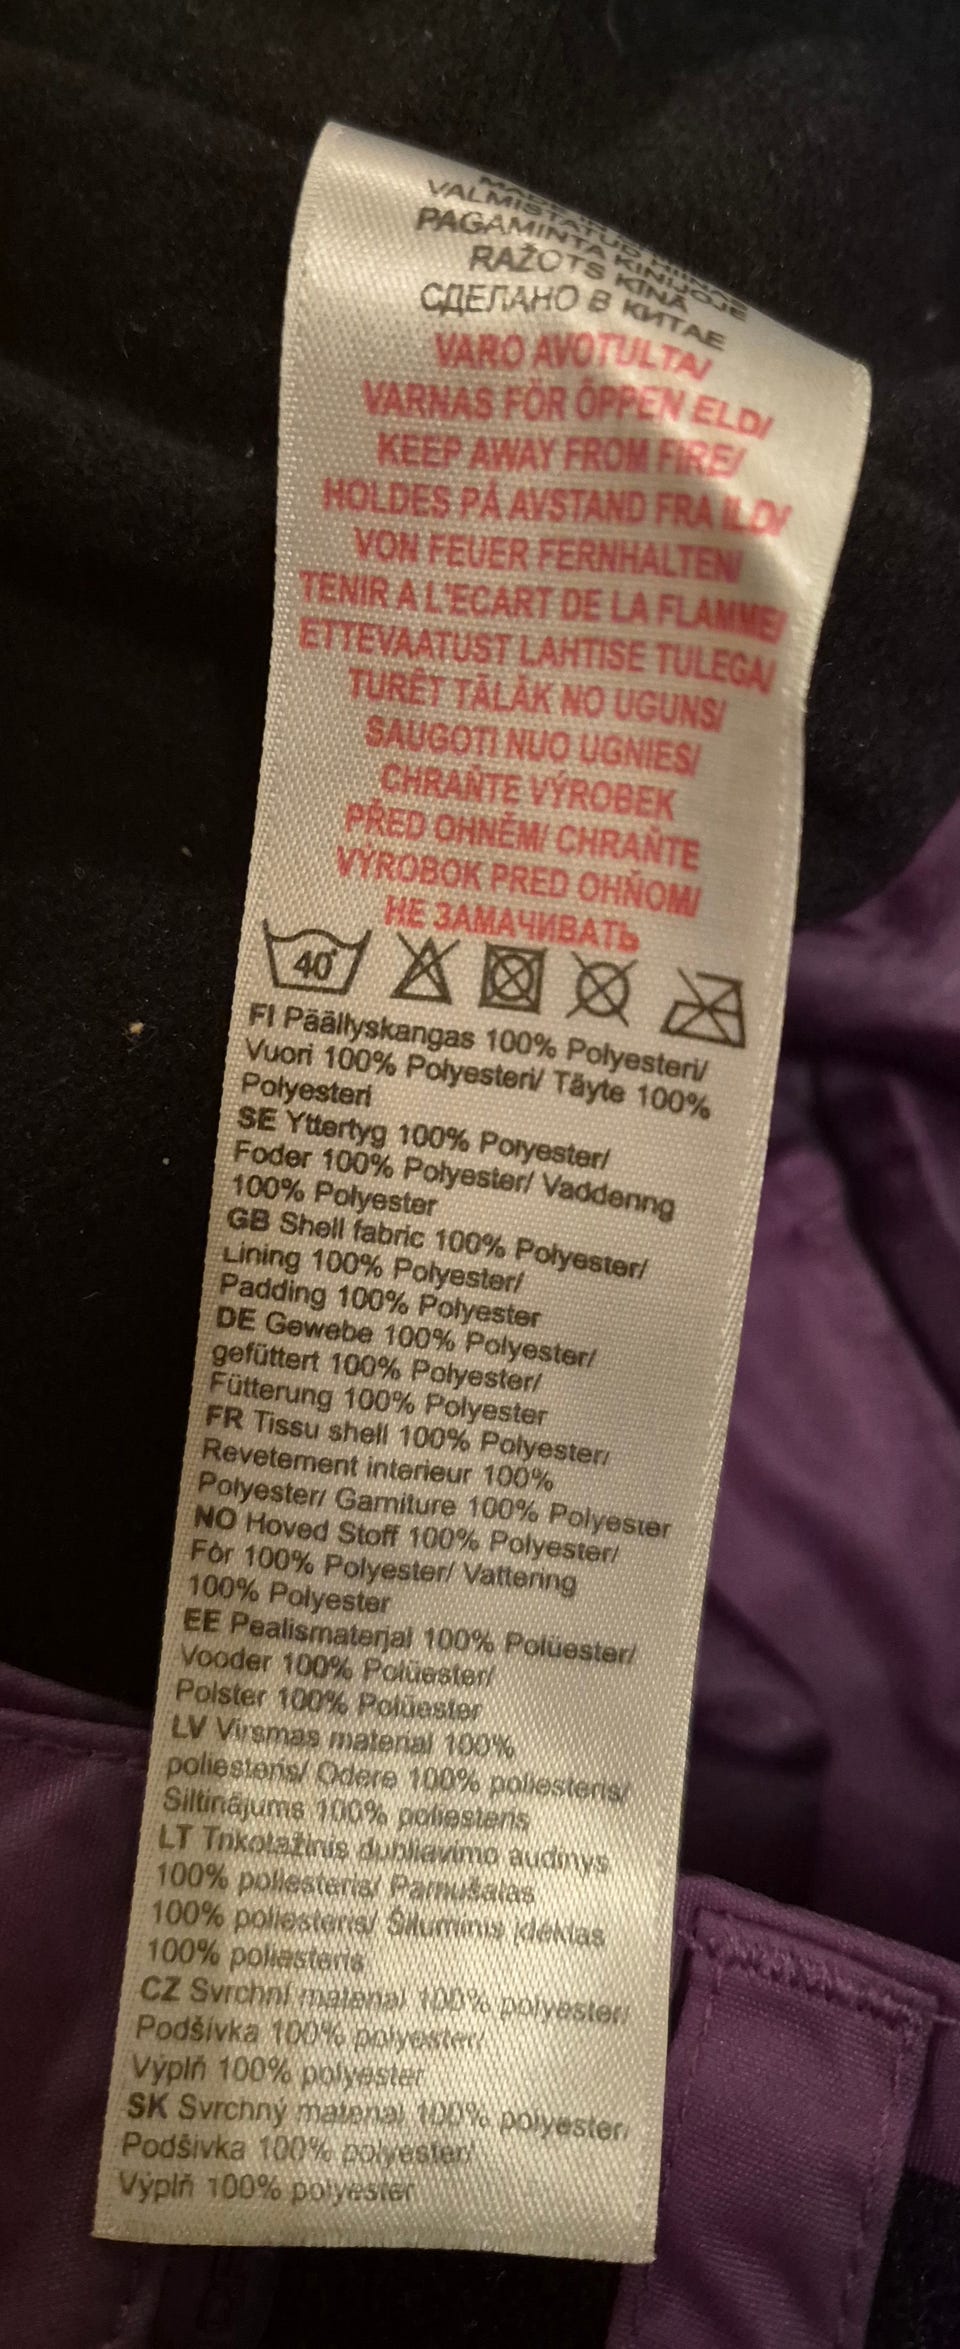 VALMISTATUD HIINAS
PAGAMINTA KINIJOJE
RAŽOTS ĶĪNĀ
СДЕЛАНО В КИТАЕ
VARO AVOTULTA/
VARNAS FÖR ÖPPEN ELD/
KEEP AWAY FROM FIRE/
HOLDES PÅ AVSTAND FRA ILD/
VON FEUER FERNHALTEN/
TENIR A L'ECART DE LA FLAMME/
ETTEVAATUST LAHTISE TULEGA/
TURĒT TĀLĀK NO UGUNS/
SAUGOTI NUO UGNIES/
CHRAŇTE VÝROBEK
PŘED OHNĚM/ CHRAŇTE
VÝROBOK PRED OHŇOM/
НЕ ЗАМАЧИВАТЬ
40°
FI Päällyskangas 100% Polyesteri/
Vuori 100% Polyesteri/ Täyte 100%
Polyesteri
SE Yttertyg 100% Polyester/
Foder 100% Polyester/ Vaddenng
100% Polyester
GB Shell fabric 100% Polyester/
Lining 100% Polyester/
Padding 100% Polyester
DE Gewebe 100% Polyester/
gefüttert 100% Polyester/
Fütterung 100% Polyester
FR Tissu shell 100% Polyester/
Revetement interieur 100%
Polyester/ Garniture 100% Polyester
NO Hoved Stoff 100% Polyester/
Fòr 100% Polyester/ Vattering
100% Polyester
EE Pealismaterjal 100% Polüester/
Vooder 100% Polüester/
Polster 100% Polüester
LV Virsmas material 100%
poliesteris/ Odere 100% poliesteris/
Siltinājums 100% poliesteris
LT Trikotažinis dubliavimo audinys
100% poliesteris/ Pamušalas
100% poliesteris/ Šiluminis įdėklas
100% poliesteris
CZ Svrchní material 100% polyester/
Podšívka 100% polyester/
Výplň 100% polyester
SK Svrchný material 100% polyester/
Podšívka 100% polyester/
Výplň 100% polyester